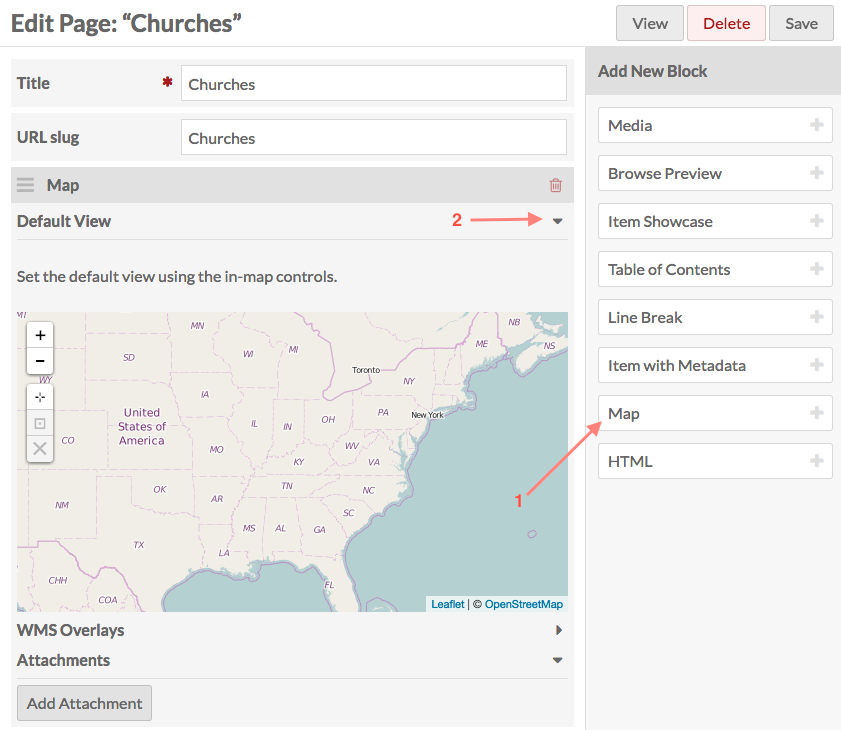 Edit Page: “Churches”
View
Delete
Save
Title
Churches
URL slug
Churches
Map
Default View
2
Set the default view using the in-map controls.
+
−
MT
MN
NB
SD
WI
MI
ME
NS
WY
Toronto
NY
IA
United
States of
America
PA
New York
CO
IL
IN
OH
MO
WV
KY
VA
NM
OK
TN
NC
AR
SC
MS
AL
GA
TX
LA
CHH
COA
FL
Leaflet | © OpenStreetMap
WMS Overlays
Attachments
Add Attachment
Add New Block
Media
Browse Preview
Item Showcase
Table of Contents
Line Break
Item with Metadata
Map
HTML
1